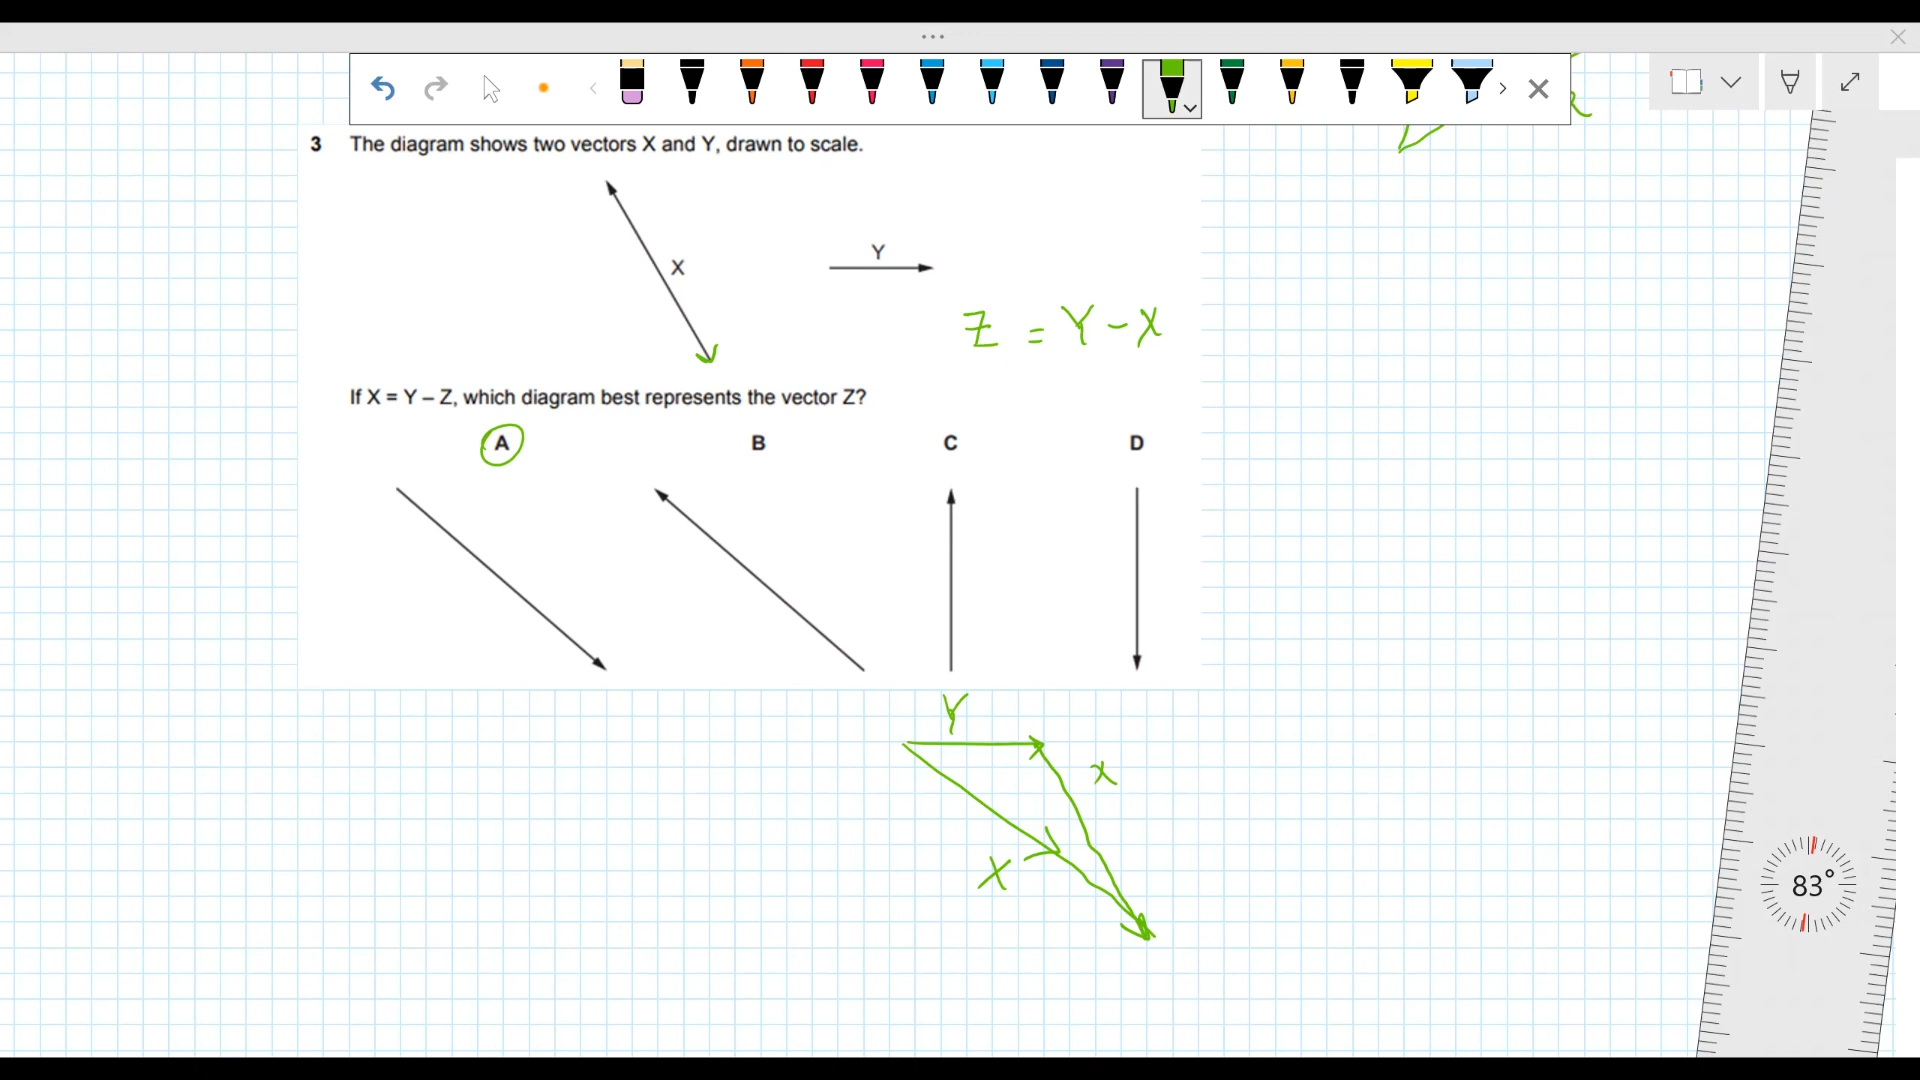 3 The diagram shows two vectors X and Y, drawn to scale.
X
Y
Z = Y - X
If X = Y – Z, which diagram best represents the vector Z?
A B C D
Y
x
X
83°